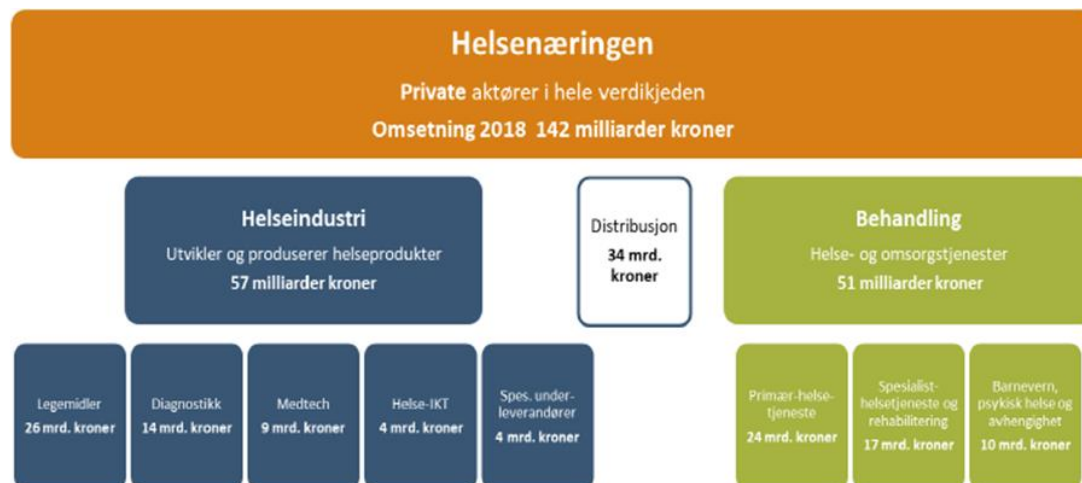 Helsenæringen
Private aktører i hele verdikjeden
Omsetning 2018 142 milliarder kroner
Helseindustri
Utvikler og produserer helseprodukter
57 milliarder kroner
Distribusjon
34 mrd.
kroner
Behandling
Helse- og omsorgstjenester
51 milliarder kroner
Legemidler
26 mrd. kroner
Diagnostikk
14 mrd. kroner
Medtech
9 mrd. kroner
Helse-IKT
4 mrd. kroner
Spes. under-
leverandører
4 mrd. kroner
Primær-helse-
tjeneste
24 mrd. kroner
Spesialist-
helsetjeneste og
rehabilitering
17 mrd. kroner
Barnevern,
psykisk helse og
avhengighet
10 mrd. kroner